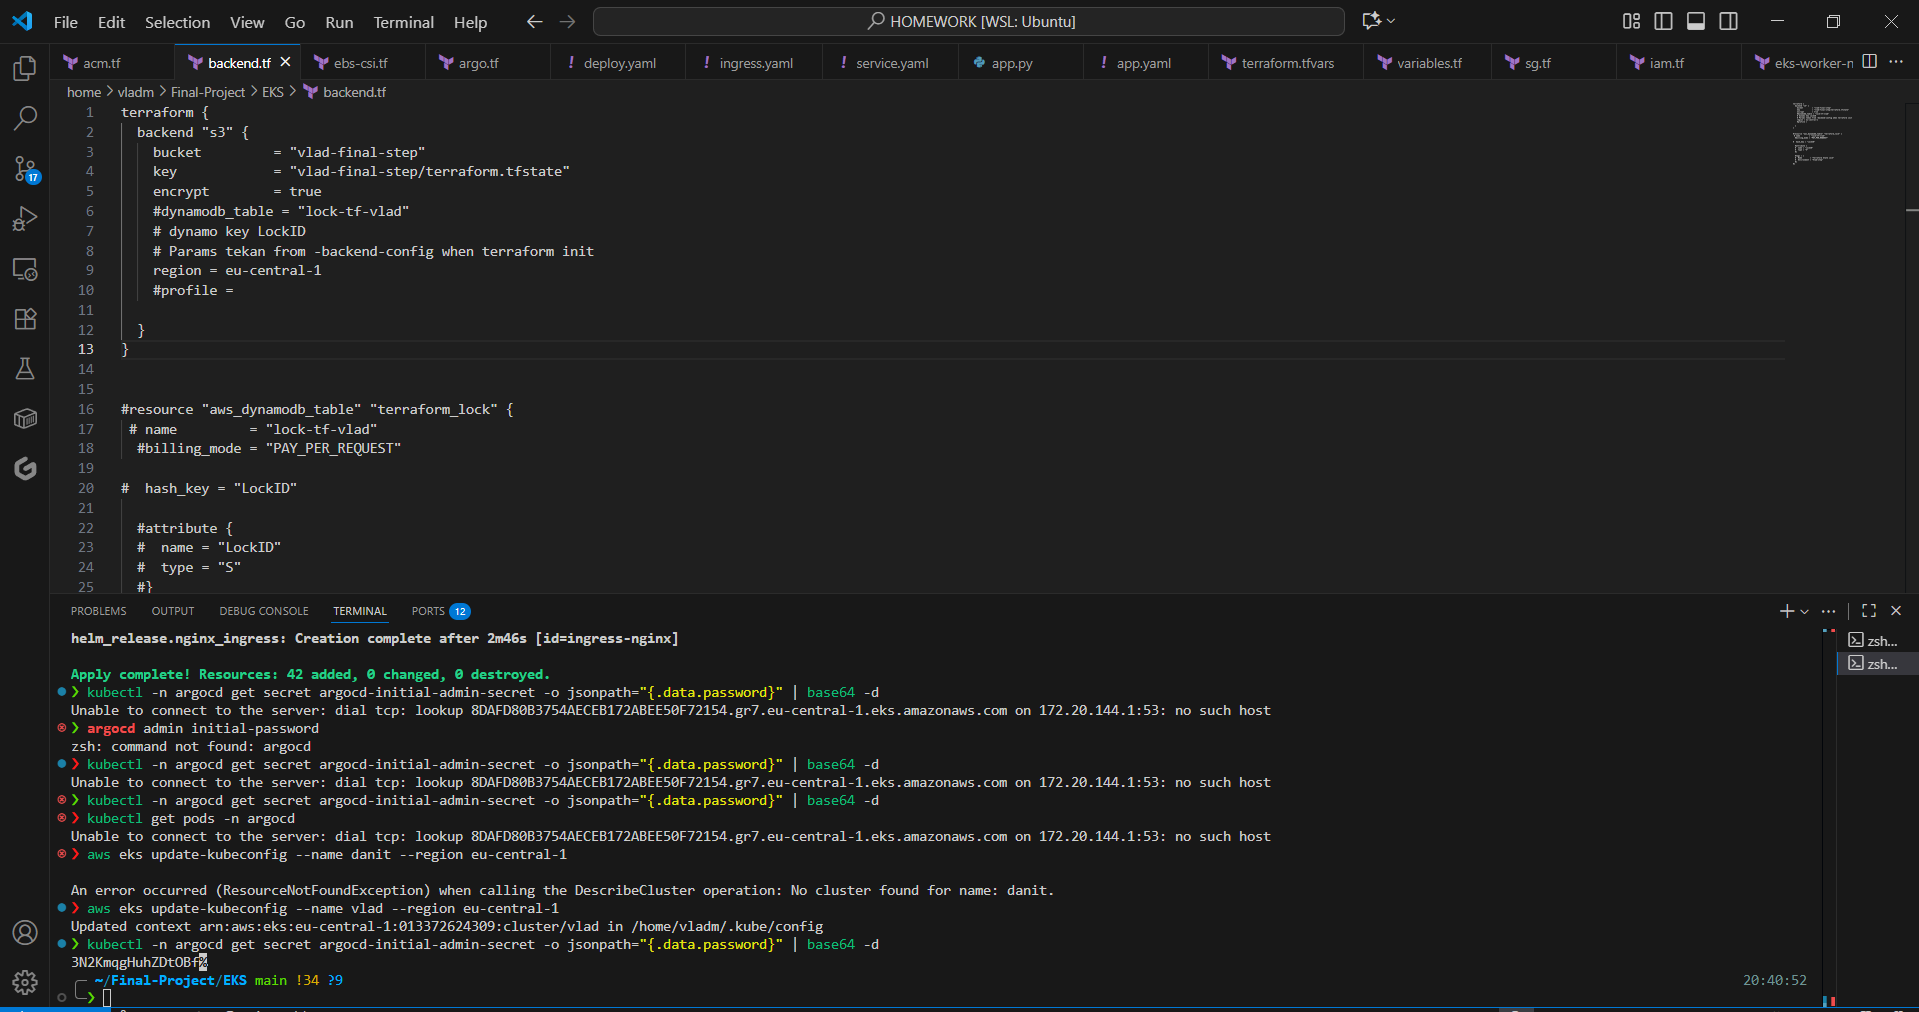 File Edit Selection View Go Run Terminal Help HOMEWORK [WSL: Ubuntu]
acm.tf backend.tf ebs-csi.tf argo.tf ! deploy.yaml ! ingress.yaml ! service.yaml app.py ! app.yaml terraform.tfvars variables.tf sg.tf iam.tf eks-worker-n
home > vladm > Final-Project > EKS > backend.tf
17
1 terraform {
2 backend "s3" {
3 bucket = "vlad-final-step"
4 key = "vlad-final-step/terraform.tfstate"
5 encrypt = true
6 #dynamodb_table = "lock-tf-vlad"
7 # dynamo key LockID
8 # Params tekan from -backend-config when terraform init
9 region = eu-central-1
10 #profile =
11
12 }
13 }
14
15
16 #resource "aws_dynamodb_table" "terraform_lock" {
17 # name = "lock-tf-vlad"
18 #billing_mode = "PAY_PER_REQUEST"
19
20 # hash_key = "LockID"
21
22 #attribute {
23 # name = "LockID"
24 # type = "S"
25 #}
PROBLEMS OUTPUT DEBUG CONSOLE TERMINAL PORTS 12
zsh...
zsh...
helm_release.nginx_ingress: Creation complete after 2m46s [id=ingress-nginx]
Apply complete! Resources: 42 added, 0 changed, 0 destroyed.
❯ kubectl -n argocd get secret argocd-initial-admin-secret -o jsonpath="{.data.password}" | base64 -d
Unable to connect to the server: dial tcp: lookup 8DAFD80B3754AECEB172ABEE50F72154.gr7.eu-central-1.eks.amazonaws.com on 172.20.144.1:53: no such host
❯ argocd admin initial-password
zsh: command not found: argocd
❯ kubectl -n argocd get secret argocd-initial-admin-secret -o jsonpath="{.data.password}" | base64 -d
Unable to connect to the server: dial tcp: lookup 8DAFD80B3754AECEB172ABEE50F72154.gr7.eu-central-1.eks.amazonaws.com on 172.20.144.1:53: no such host
❯ kubectl -n argocd get secret argocd-initial-admin-secret -o jsonpath="{.data.password}" | base64 -d
❯ kubectl get pods -n argocd
Unable to connect to the server: dial tcp: lookup 8DAFD80B3754AECEB172ABEE50F72154.gr7.eu-central-1.eks.amazonaws.com on 172.20.144.1:53: no such host
❯ aws eks update-kubeconfig --name danit --region eu-central-1
An error occurred (ResourceNotFoundException) when calling the DescribeCluster operation: No cluster found for name: danit.
❯ aws eks update-kubeconfig --name vlad --region eu-central-1
Updated context arn:aws:eks:eu-central-1:013372624309:cluster/vlad in /home/vladm/.kube/config
❯ kubectl -n argocd get secret argocd-initial-admin-secret -o jsonpath="{.data.password}" | base64 -d
3N2KmqgHuhZDtOBf%
~/Final-Project/EKS main !34 ?9 20:40:52
❯